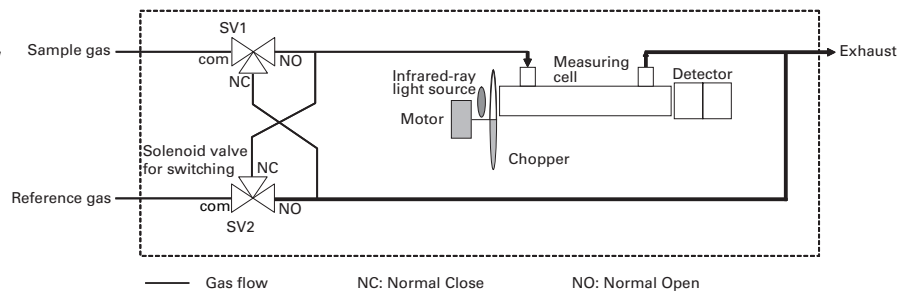 SV1
Sample gas
com
NO
NC
Exhaust
Measuring
cell
Detector
Infrared-ray
light source
Motor
Chopper
Solenoid valve
for switching
NC
Reference gas
com
NO
SV2
Gas flow
NC: Normal Close
NO: Normal Open